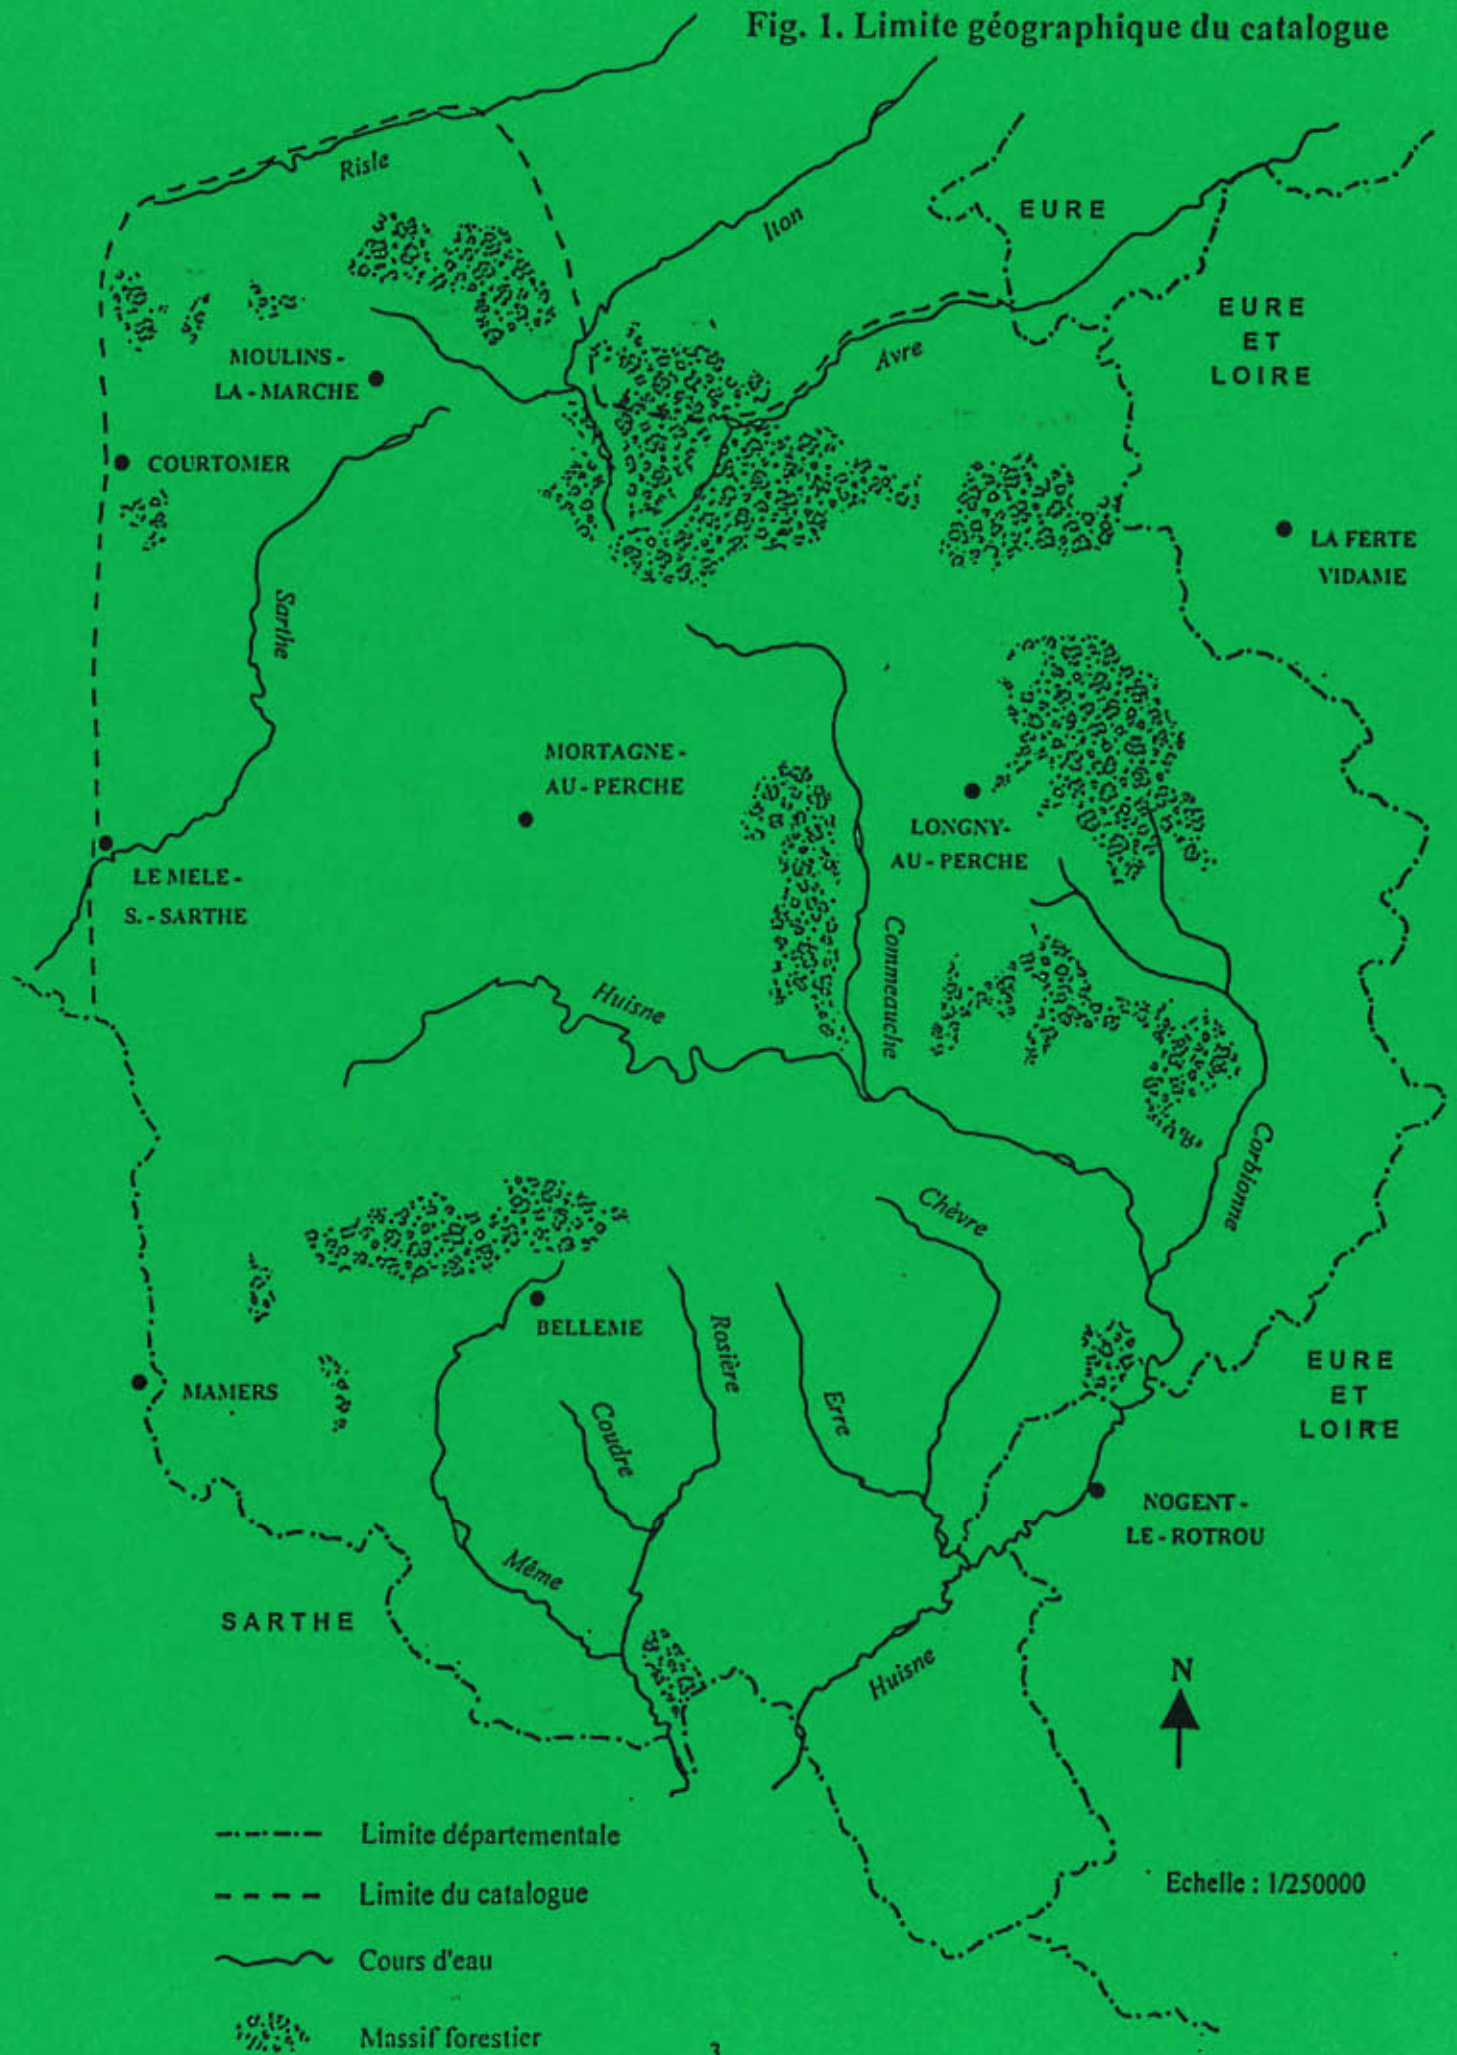 Fig. 1. Limite géographique du catalogue
Risle
Iton
EURE
EURE
ET
LOIRE
MOULINS -
LA - MARCHE
Avre
COURTOMER
LA FERTE
VIDAME
Sarthe
MORTAGNE -
AU - PERCHE
LONGNY-
AU - PERCHE
LE MELE -
S. - SARTHE
Commeauche
Huisne
Corbionne
Chèvre
BELLEME
Rosière
EURE
ET
LOIRE
MAMERS
Erre
Coudre
NOGENT -
LE - ROTROU
Même
SARTHE
Huisne
N
Limite départementale
Echelle : 1/250000
Limite du catalogue
Cours d'eau
Massif forestier
3